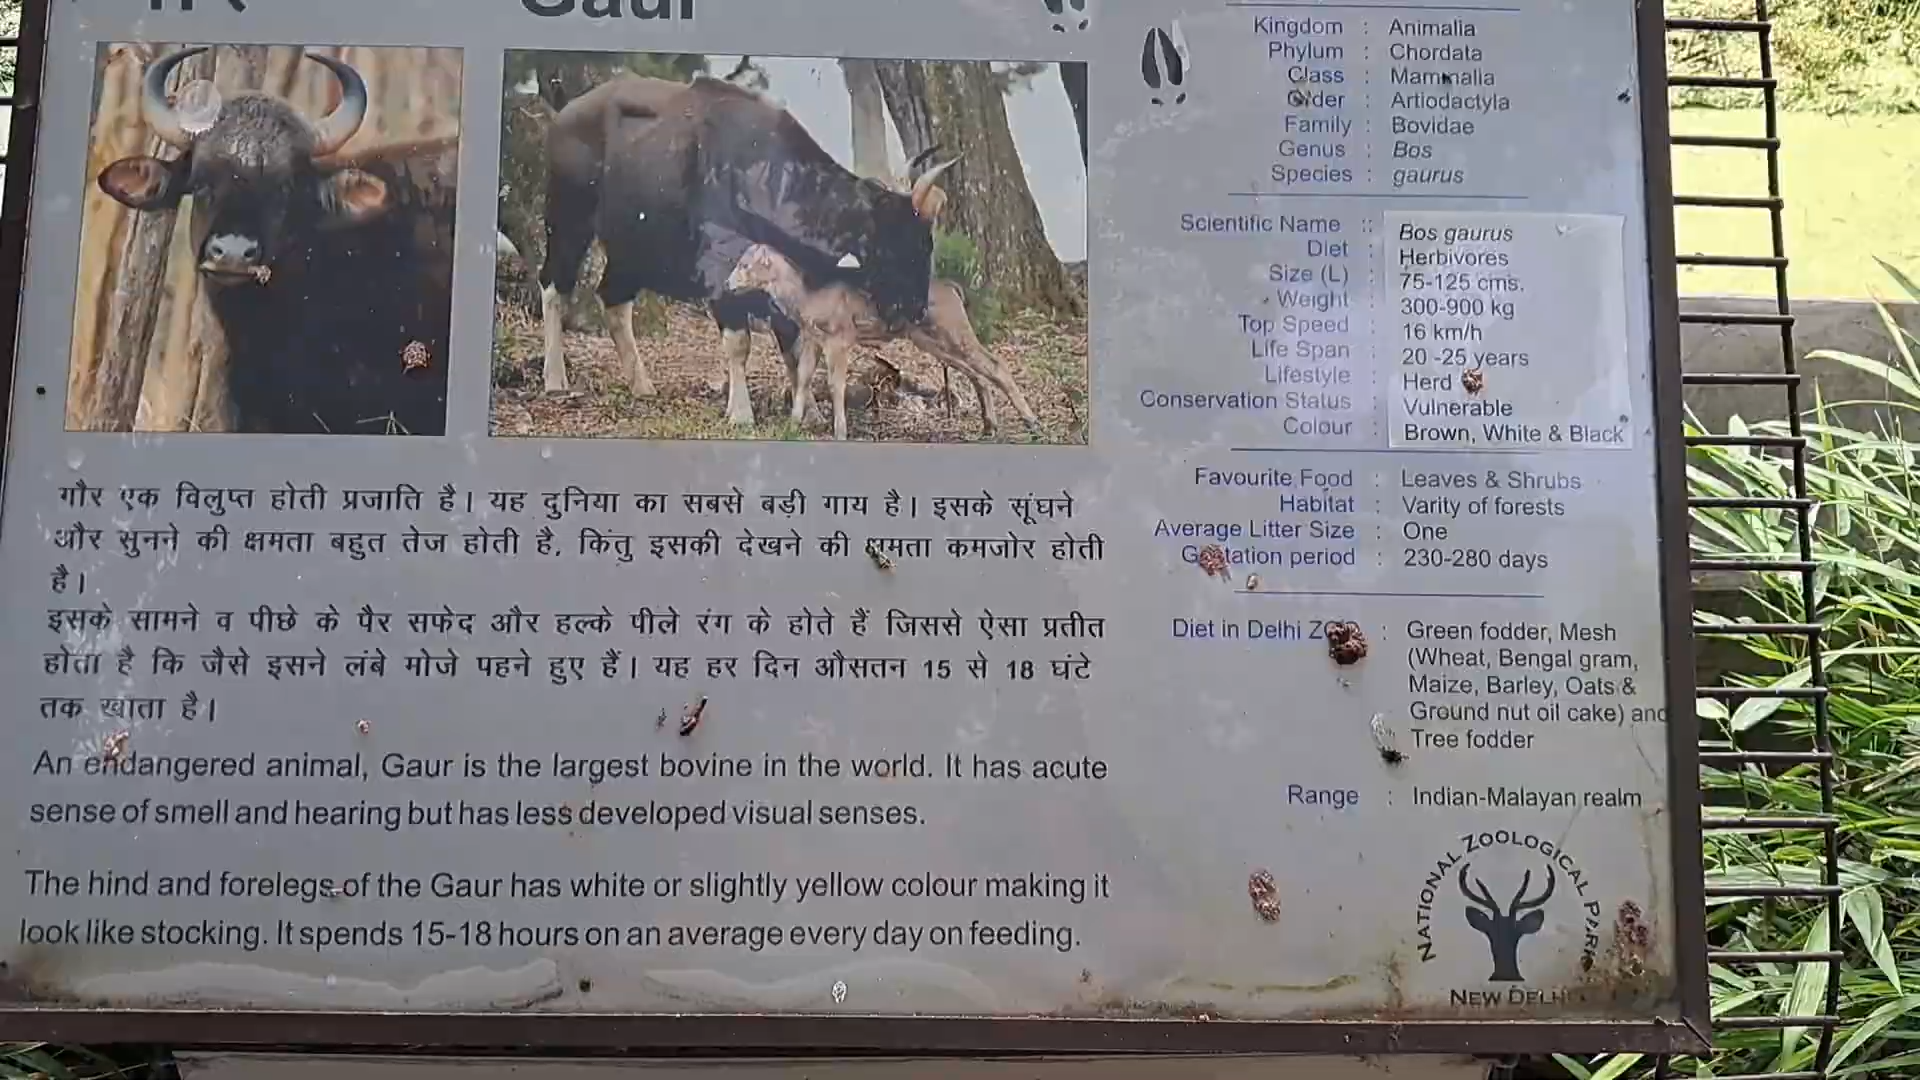 Gaur
गौर एक विलुप्त होती प्रजाति है। यह दुनिया का सबसे बड़ी गाय है। इसके सूंघने
और सुनने की क्षमता बहुत तेज होती है, किंतु इसकी देखने की क्षमता कमजोर होती
है।
इसके सामने व पीछे के पैर सफेद और हल्के पीले रंग के होते हैं जिससे ऐसा प्रतीत
होता है कि जैसे इसने लंबे मोजे पहने हुए हैं। यह हर दिन औसतन 15 से 18 घंटे
तक खाता है।
An endangered animal, Gaur is the largest bovine in the world. It has acute
sense of smell and hearing but has less developed visual senses.
The hind and forelegs of the Gaur has white or slightly yellow colour making it
look like stocking. It spends 15-18 hours on an average every day on feeding.
Kingdom : Animalia
Phylum : Chordata
Class : Mammalia
Order : Artiodactyla
Family : Bovidae
Genus : Bos
Species : gaurus
Scientific Name :: Bos gaurus
Diet : Herbivores
Size (L) : 75-125 cms.
Weight : 300-900 kg
Top Speed : 16 km/h
Life Span : 20 -25 years
Lifestyle : Herd
Conservation Status : Vulnerable
Colour : Brown, White & Black
Favourite Food : Leaves & Shrubs
Habitat : Varity of forests
Average Litter Size : One
Gestation period : 230-280 days
Diet in Delhi Zoo : Green fodder, Mesh
(Wheat, Bengal gram,
Maize, Barley, Oats &
Ground nut oil cake) and
Tree fodder
Range : Indian-Malayan realm
NATIONAL ZOOLOGICAL PARK
NEW DELHI